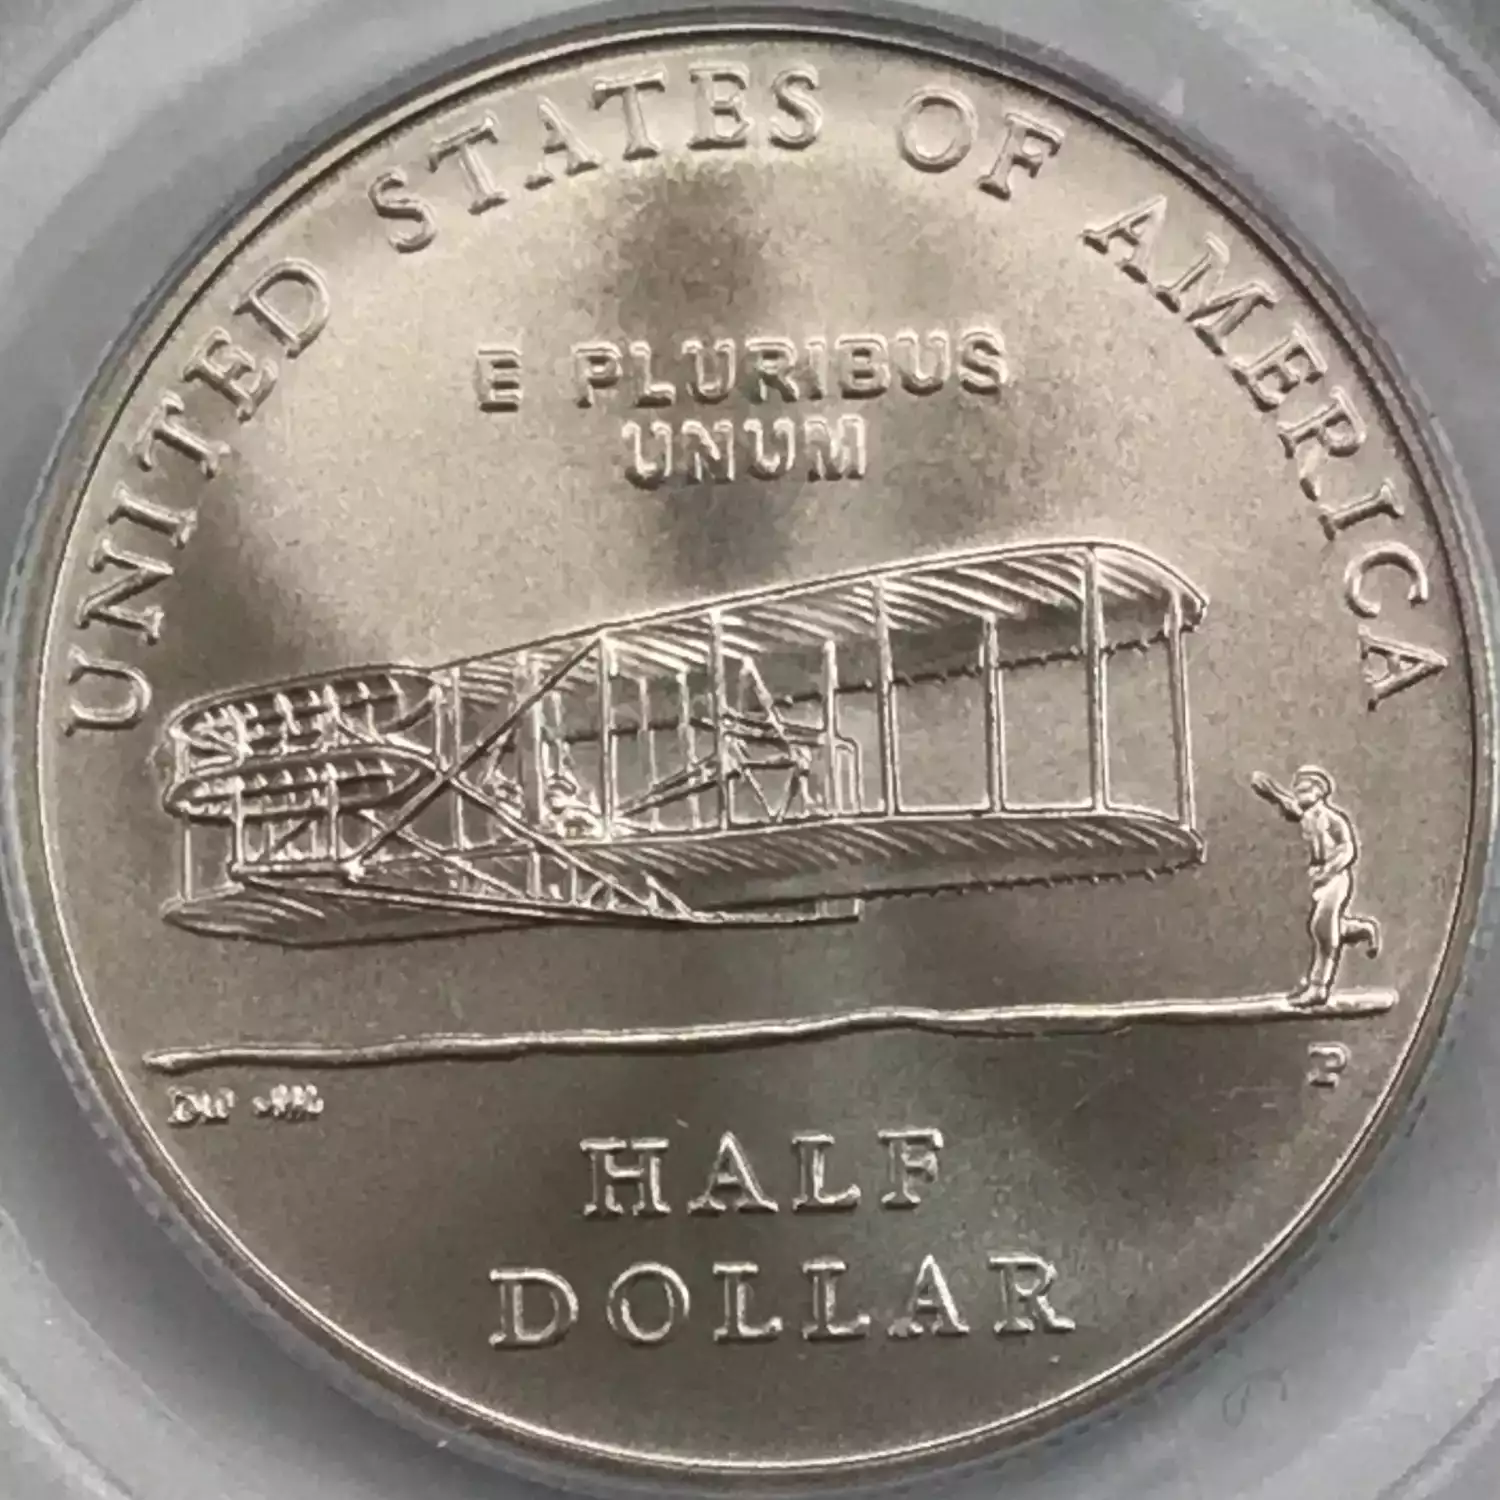 UNITED STATES OF AMERICA
E PLURIBUS
UNUM
P
HALF
DOLLAR